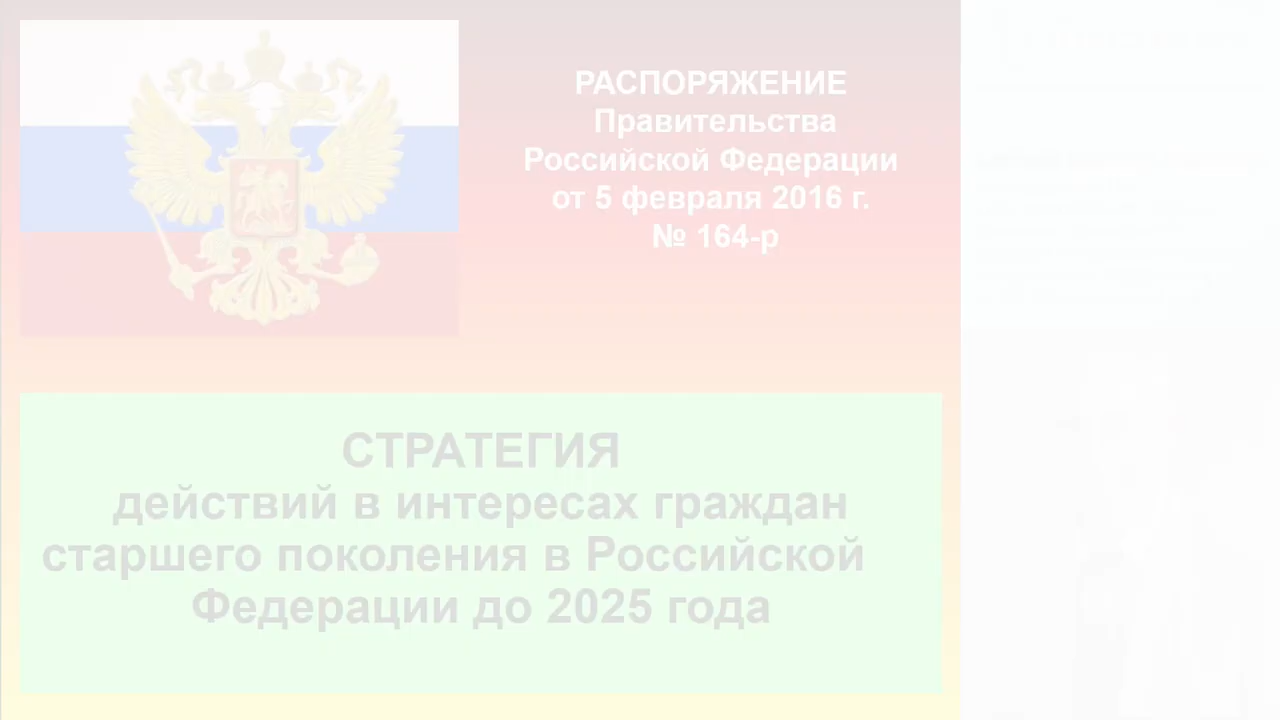 РАСПОРЯЖЕНИЕ
Правительства
Российской Федерации
от 5 февраля 2016 г.
№ 164-р
СТРАТЕГИЯ
действий в интересах граждан
старшего поколения в Российской
Федерации до 2025 года